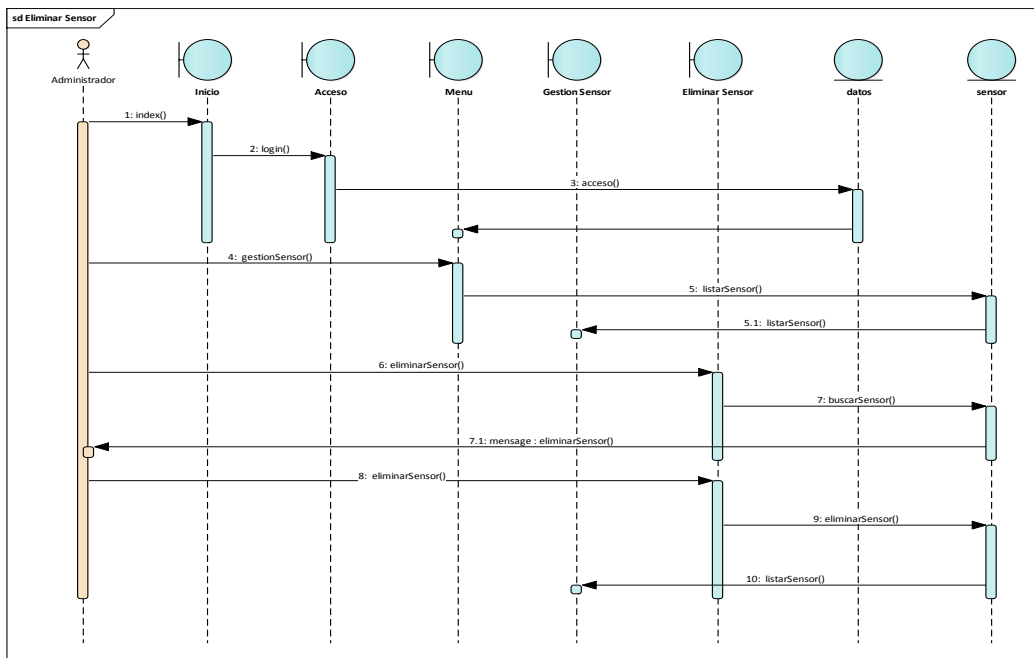 sd Eliminar Sensor
Administrador
Inicio
Acceso
Menu
Gestion Sensor
Eliminar Sensor
datos
sensor
1: index()
2: login()
3: acceso()
4: gestionSensor()
5: listarSensor()
5.1: listarSensor()
6: eliminarSensor()
7: buscarSensor()
7.1: message : eliminarSensor()
8: eliminarSensor()
9: eliminarSensor()
10: listarSensor()